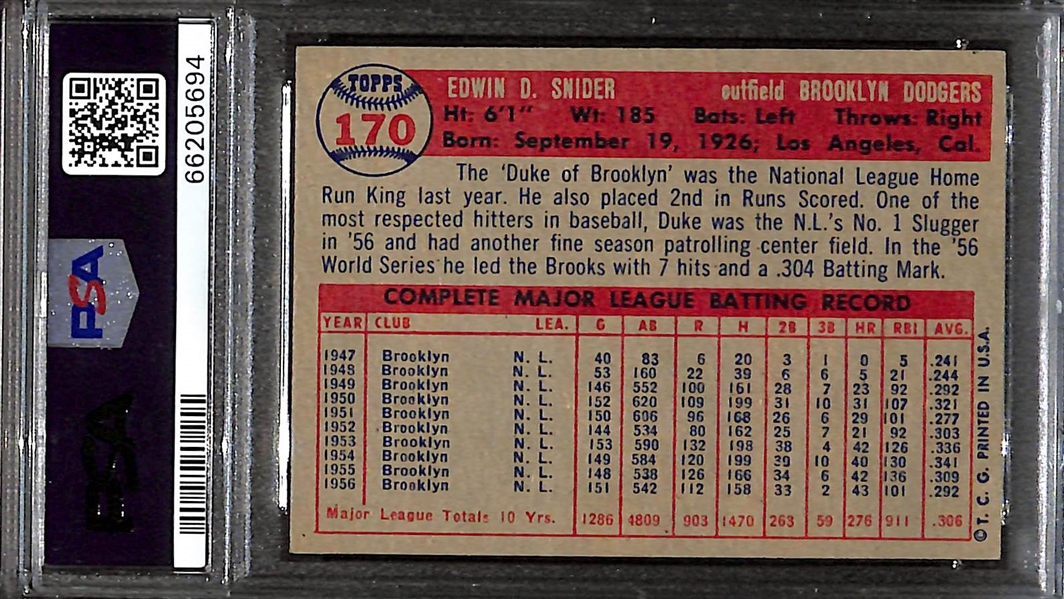 66205694
PSA
PSA
TOPPS
170
EDWIN D. SNIDER outfield BROOKLYN DODGERS
Ht: 6'1" Wt: 185 Bats: Left Throws: Right
Born: September 19, 1926; Los Angeles, Cal.
The 'Duke of Brooklyn' was the National League Home
Run King last year. He also placed 2nd in Runs Scored. One of the
most respected hitters in baseball, Duke was the N.L.'s No. 1 Slugger
in '56 and had another fine season patrolling center field. In the '56
World Series he led the Brooks with 7 hits and a .304 Batting Mark.
COMPLETE MAJOR LEAGUE BATTING RECORD
YEAR CLUB LEA. G AB R H 2B 3B HR RBI AVG.
1947 Brooklyn N. L. 40 83 6 20 3 1 0 5 .241
1948 Brooklyn N. L. 53 160 22 39 6 6 5 21 .244
1949 Brooklyn N. L. 146 552 100 161 28 7 23 92 .292
1950 Brooklyn N. L. 152 620 109 199 31 10 31 107 .321
1951 Brooklyn N. L. 150 606 96 168 26 6 29 101 .277
1952 Brooklyn N. L. 144 534 80 162 25 7 21 92 .303
1953 Brooklyn N. L. 153 590 132 198 38 4 42 126 .336
1954 Brooklyn N. L. 149 584 120 199 39 10 40 130 .341
1955 Brooklyn N. L. 148 538 126 166 34 6 42 136 .309
1956 Brooklyn N. L. 151 542 112 158 33 2 43 101 .292
Major League Totals 10 Yrs. 1286 4809 903 1470 263 59 276 911 .306
© T. C. G. PRINTED IN U.S.A.